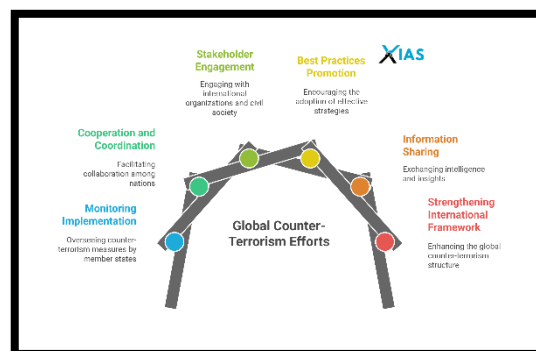 XIAS
Stakeholder
Engagement
Engaging with
international
organizations and civil
society
Best Practices
Promotion
Encouraging the
adoption of effective
strategies
Cooperation and
Coordination
Facilitating
collaboration among
nations
Information
Sharing
Exchanging intelligence
and insights
Monitoring
Implementation
Overseeing counter-
terrorism measures by
member states
Global Counter-
Terrorism Efforts
Strengthening
International
Framework
Enhancing the global
counter-terrorism
structure